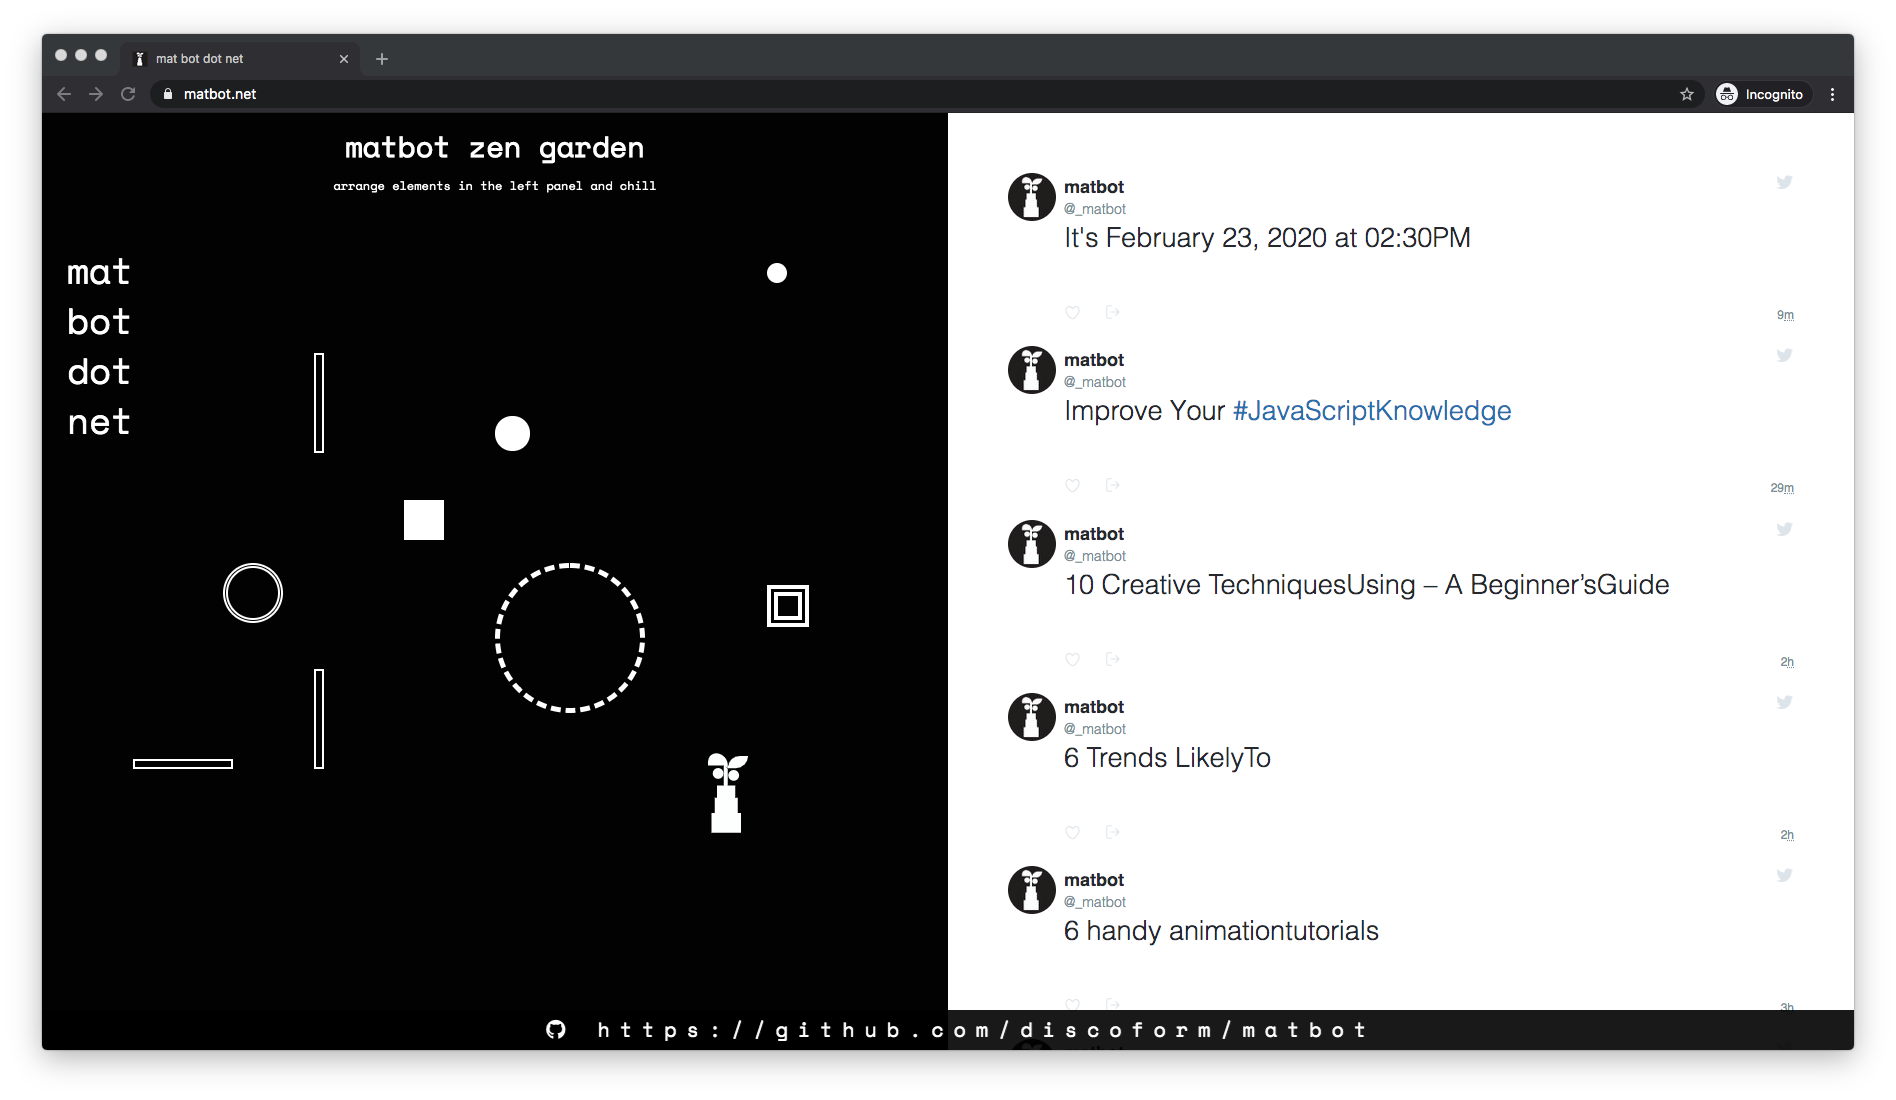 mat bot dot net
matbot.net
Incognito
matbot zen garden
arrange elements in the left panel and chill
mat
bot
dot
net
matbot
@_matbot
It's February 23, 2020 at 02:30PM
9m
matbot
@_matbot
Improve Your #JavaScriptKnowledge
29m
matbot
@_matbot
10 Creative TechniquesUsing – A Beginner’sGuide
2h
matbot
@_matbot
6 Trends LikelyTo
2h
matbot
@_matbot
6 handy animationtutorials
3h
https://github.com/discoform/matbot